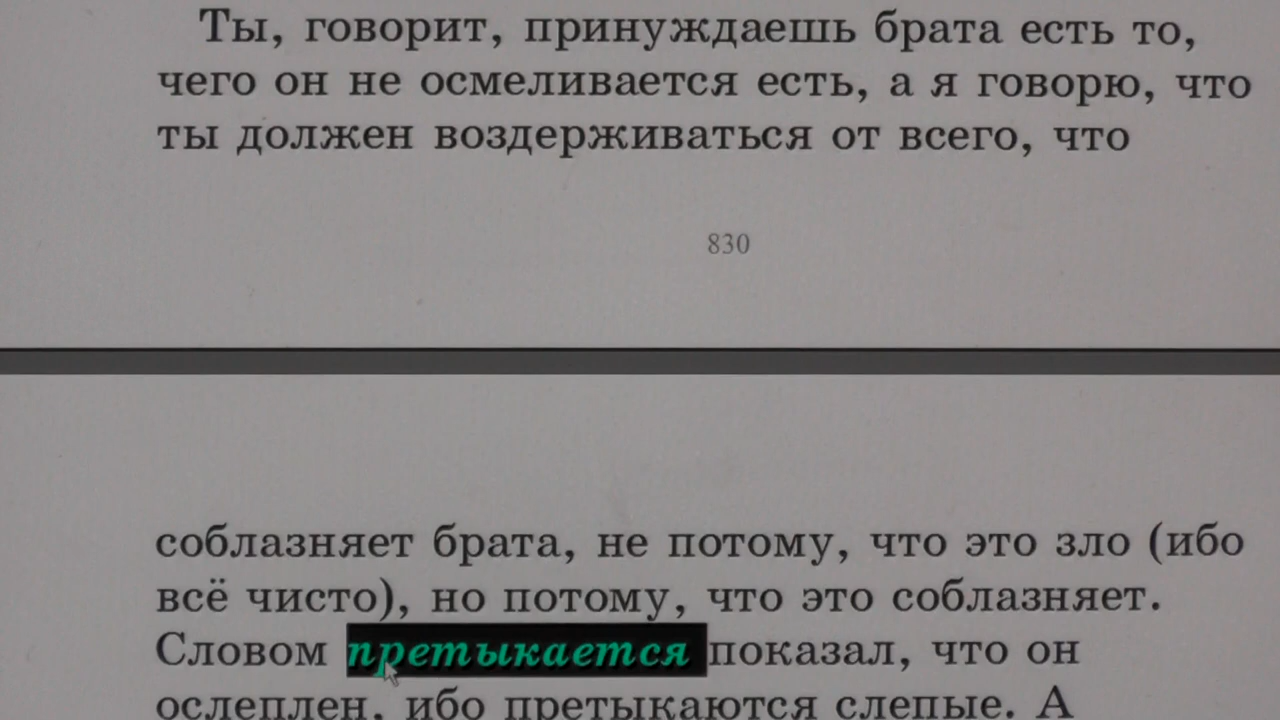 Ты, говорит, принуждаешь брата есть то,
чего он не осмеливается есть, а я говорю, что
ты должен воздерживаться от всего, что
830
соблазняет брата, не потому, что это зло (ибо
всё чисто), но потому, что это соблазняет.
Словом претыкается показал, что он
ослеплен, ибо претыкаются слепые. А